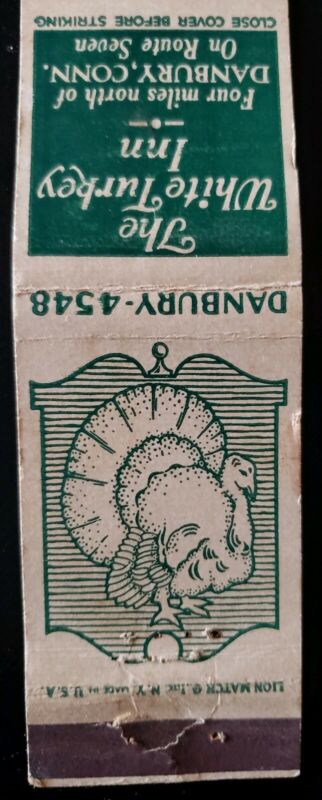 LION MATCH Co., Inc. N.Y. MADE IN U.S.A.
DANBURY-4548
The
White Turkey
Inn
Four miles north of
DANBURY, CONN.
On Route Seven
CLOSE COVER BEFORE STRIKING